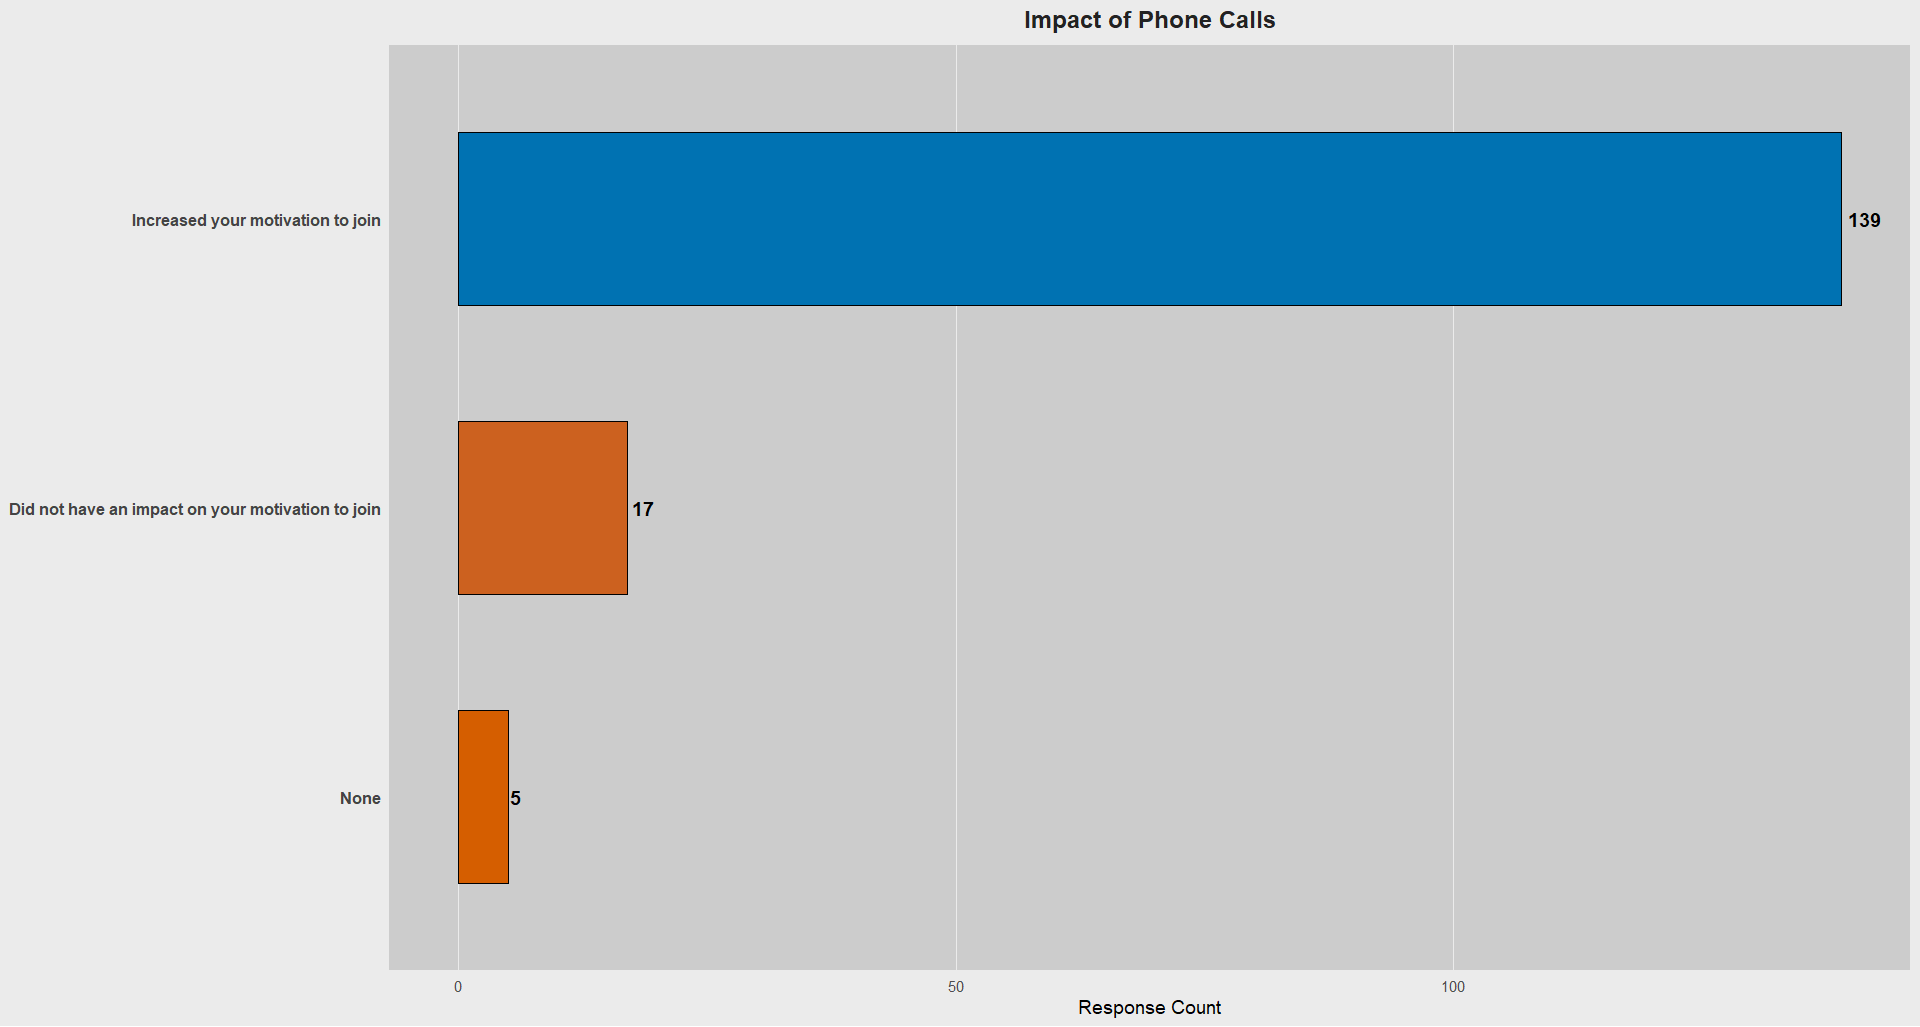 Impact of Phone Calls
Increased your motivation to join
139
Did not have an impact on your motivation to join
17
None
5
0 50 100
Response Count